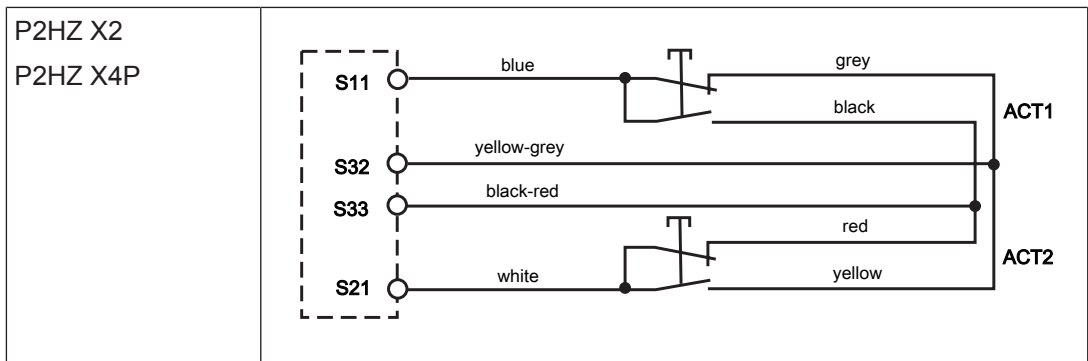 P2HZ X2
P2HZ X4P
S11
blue
grey
black
ACT1
S32
yellow-grey
S33
black-red
red
ACT2
S21
white
yellow